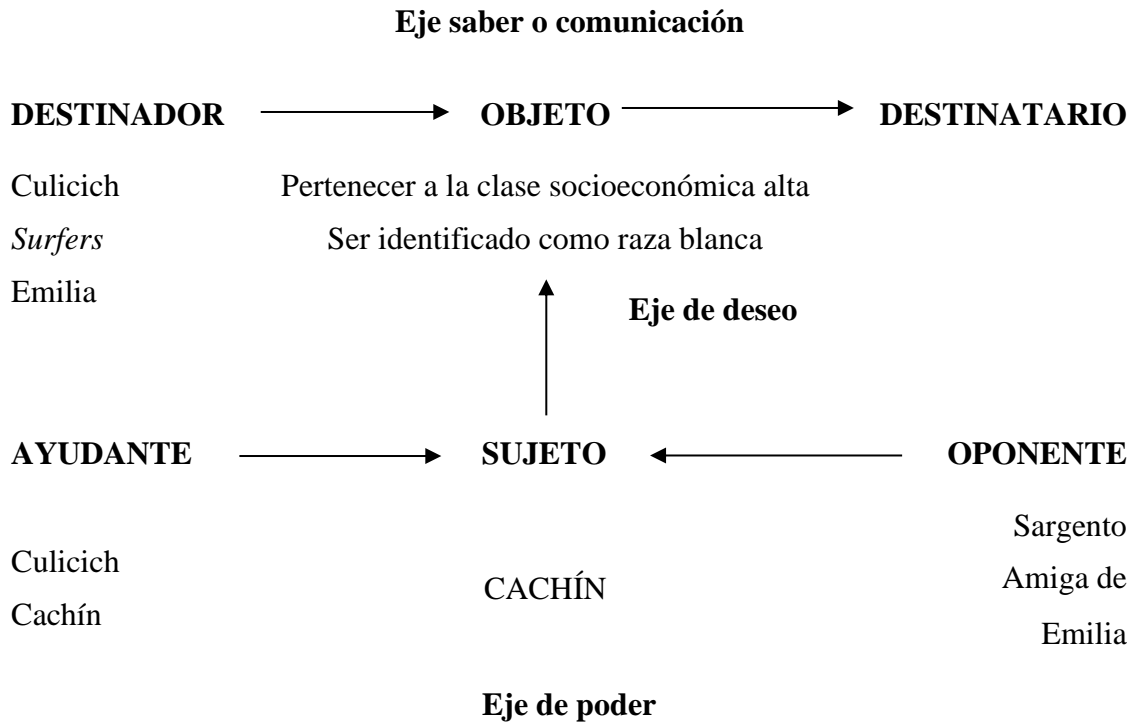 Eje saber o comunicación
DESTINADOR OBJETO DESTINATARIO
Culicich Pertenecer a la clase socioeconómica alta
Surfers Ser identificado como raza blanca
Emilia
Eje de deseo
AYUDANTE SUJETO OPONENTE
Sargento
Culicich
Amiga de
CACHÍN
Cachín
Emilia
Eje de poder